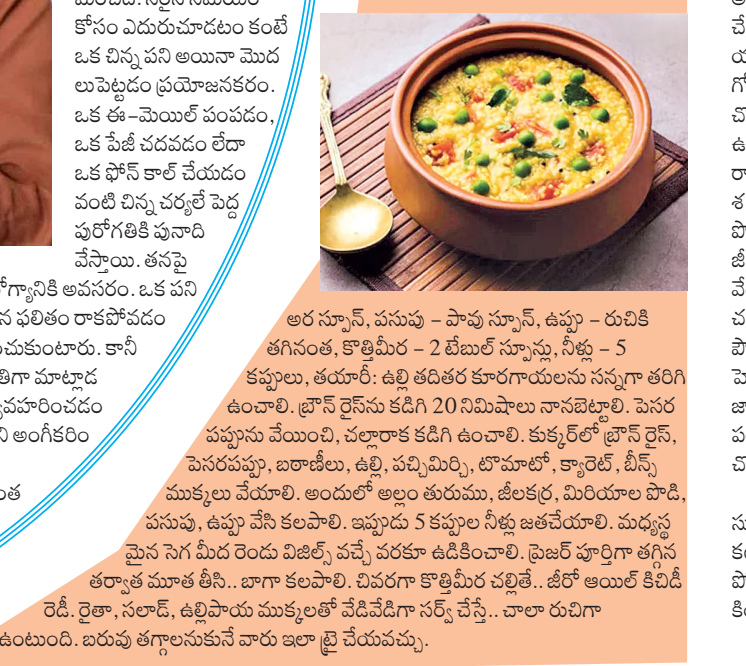 కోసం ఎదురుచూడటం కంటే
ఒక చిన్న పని అయినా మొద
లుపెట్టడం ప్రయోజనకరం.
ఒక ఈ-మెయిల్ పంపడం,
ఒక పేజీ చదవడం లేదా
ఒక ఫోన్ కాల్ చేయడం
వంటి చిన్న చర్యలే పెద్ద
పురోగతికి పునాది
వేస్తాయి. తనపై
గ్యానికి అవసరం. ఒక పని
న ఫలితం రాకపోవడం
చుకుంటారు. కానీ
తిగా మాట్లాడ
వహరించడం
ని అంగీకరిం
ంత
అర స్పూన్, పసుపు – పావు స్పూన్, ఉప్పు – రుచికి
తగినంత, కొత్తిమీర – 2 టేబుల్ స్పూన్లు, నీళ్లు – 5
కప్పులు, తయారీ: ఉల్లి తదితర కూరగాయలను సన్నగా తరిగి
ఉంచాలి. బ్రౌన్ రైస్‌ను కడిగి 20 నిమిషాలు నానబెట్టాలి. పెసర
పప్పును వేయించి, చల్లారాక కడిగి ఉంచాలి. కుక్కర్‌లో బ్రౌన్ రైస్,
పెసరపప్పు, బఠాణీలు, ఉల్లి, పచ్చిమిర్చి, టొమాటో, క్యారెట్, బీన్స్
ముక్కలు వేయాలి. అందులో అల్లం తురుము, జీలకర్ర, మిరియాల పొడి,
పసుపు, ఉప్పు వేసి కలపాలి. ఇప్పుడు 5 కప్పుల నీళ్లు జతచేయాలి. మధ్యస్థ
మైన సెగ మీద రెండు విజిల్స్ వచ్చే వరకూ ఉడికించాలి. ప్రెజర్ పూర్తిగా తగ్గిన
తర్వాత మూత తీసి.. బాగా కలపాలి. చివరగా కొత్తిమీర చల్లితే.. జీరో ఆయిల్ కిచిడీ
రెడీ. రైతా, సలాడ్, ఉల్లిపాయ ముక్కలతో వేడివేడిగా సర్వ్ చేస్తే.. చాలా రుచిగా
ఉంటుంది. బరువు తగ్గాలనుకునే వారు ఇలా ట్రై చేయవచ్చు.